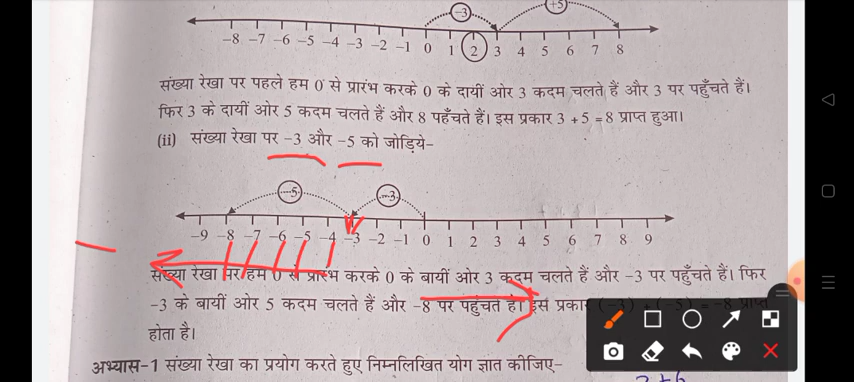 -3 +5
-8 -7 -6 -5 -4 -3 -2 -1 0 1 2 3 4 5 6 7 8
संख्या रेखा पर पहले हम 0 से प्रारंभ करके 0 के दायीं ओर 3 कदम चलते हैं और 3 पर पहुँचते हैं।
फिर 3 के दायीं ओर 5 कदम चलते हैं और 8 पहुँचते हैं। इस प्रकार 3 + 5 = 8 प्राप्त हुआ।
(ii) संख्या रेखा पर -3 और -5 को जोड़िये-
-5 -3
-9 -8 -7 -6 -5 -4 -3 -2 -1 0 1 2 3 4 5 6 7 8 9
संख्या रेखा पर हम 0 से प्रारंभ करके 0 के बायीं ओर 3 कदम चलते हैं और -3 पर पहुँचते हैं। फिर
-3 के बायीं ओर 5 कदम चलते हैं और -8 पर पहुंचते है। इस प्रकार
होता है।
अभ्यास-1 संख्या रेखा का प्रयोग करते हुए निम्नलिखित योग ज्ञात कीजिए-